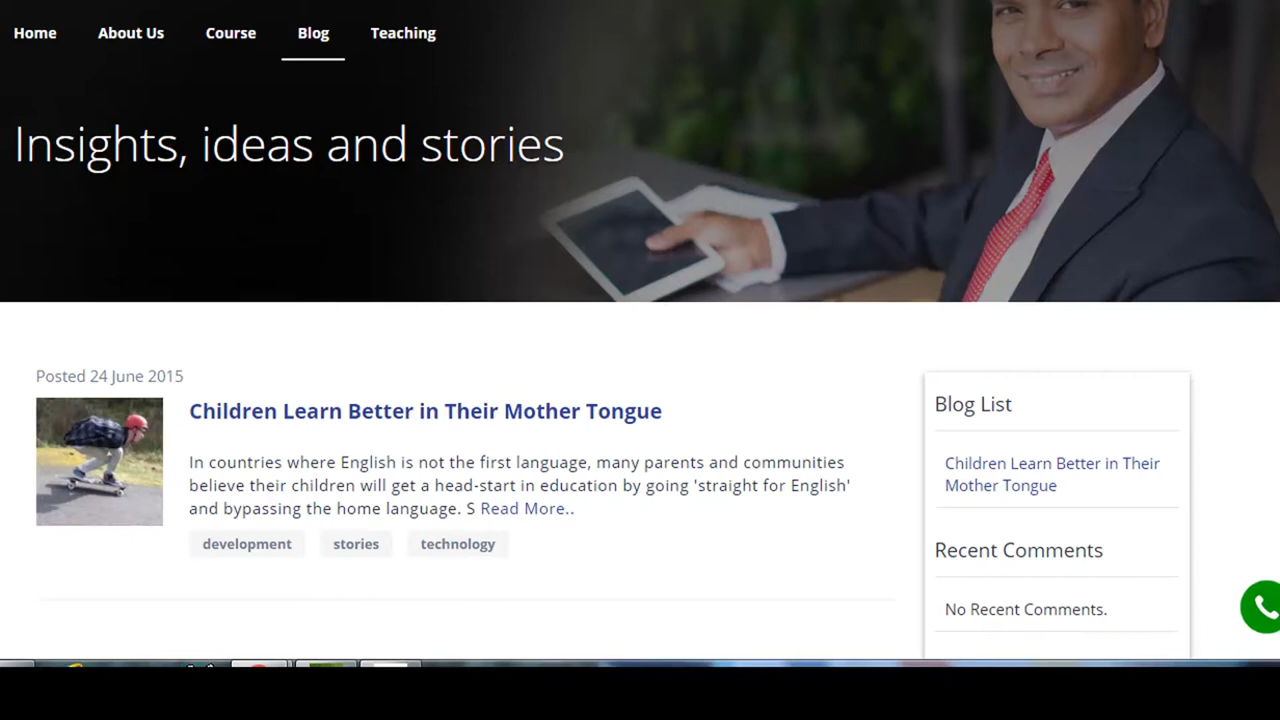 Home About Us Course Blog Teaching
Insights, ideas and stories
Posted 24 June 2015
Children Learn Better in Their Mother Tongue
In countries where English is not the first language, many parents and communities
believe their children will get a head-start in education by going 'straight for English'
and bypassing the home language. S Read More..
development stories technology
Blog List
Children Learn Better in Their
Mother Tongue
Recent Comments
No Recent Comments.